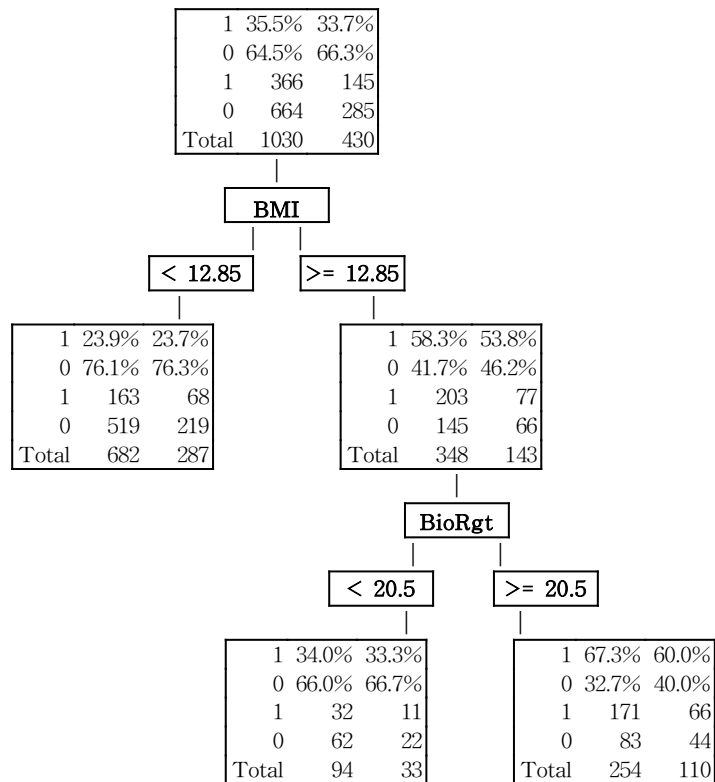 1 35.5% 33.7%
0 64.5% 66.3%
1 366 145
0 664 285
Total 1030 430
BMI
< 12.85 >= 12.85
1 23.9% 23.7% 1 58.3% 53.8%
0 76.1% 76.3% 0 41.7% 46.2%
1 163 68 1 203 77
0 519 219 0 145 66
Total 682 287 Total 348 143
BioRgt
< 20.5 >= 20.5
1 34.0% 33.3% 1 67.3% 60.0%
0 66.0% 66.7% 0 32.7% 40.0%
1 32 11 1 171 66
0 62 22 0 83 44
Total 94 33 Total 254 110